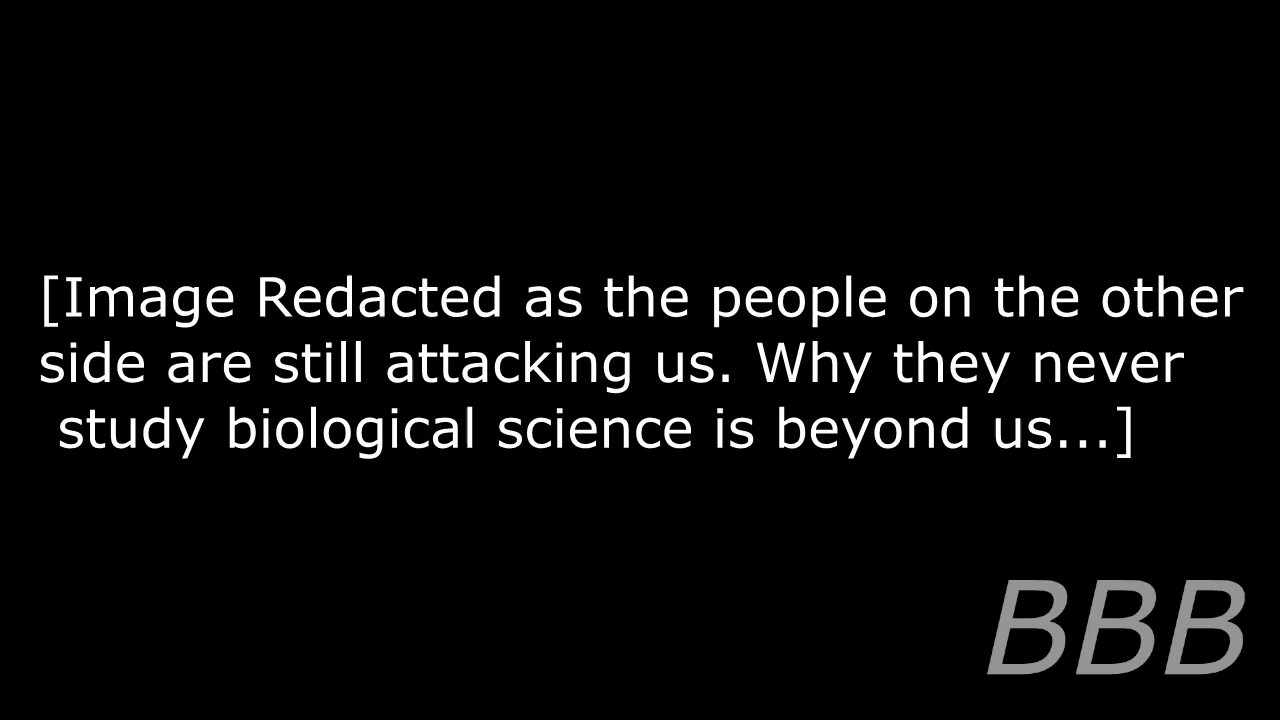 [Image Redacted as the people on the other
side are still attacking us. Why they never
study biological science is beyond us...]
BBB